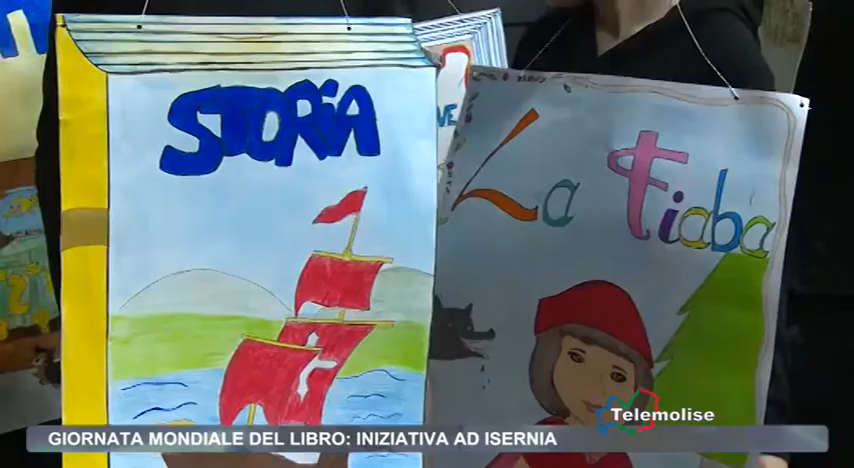 STORiA
La
fiaba
Telemolise
GIORNATA MONDIALE DEL LIBRO: INIZIATIVA AD ISERNIA